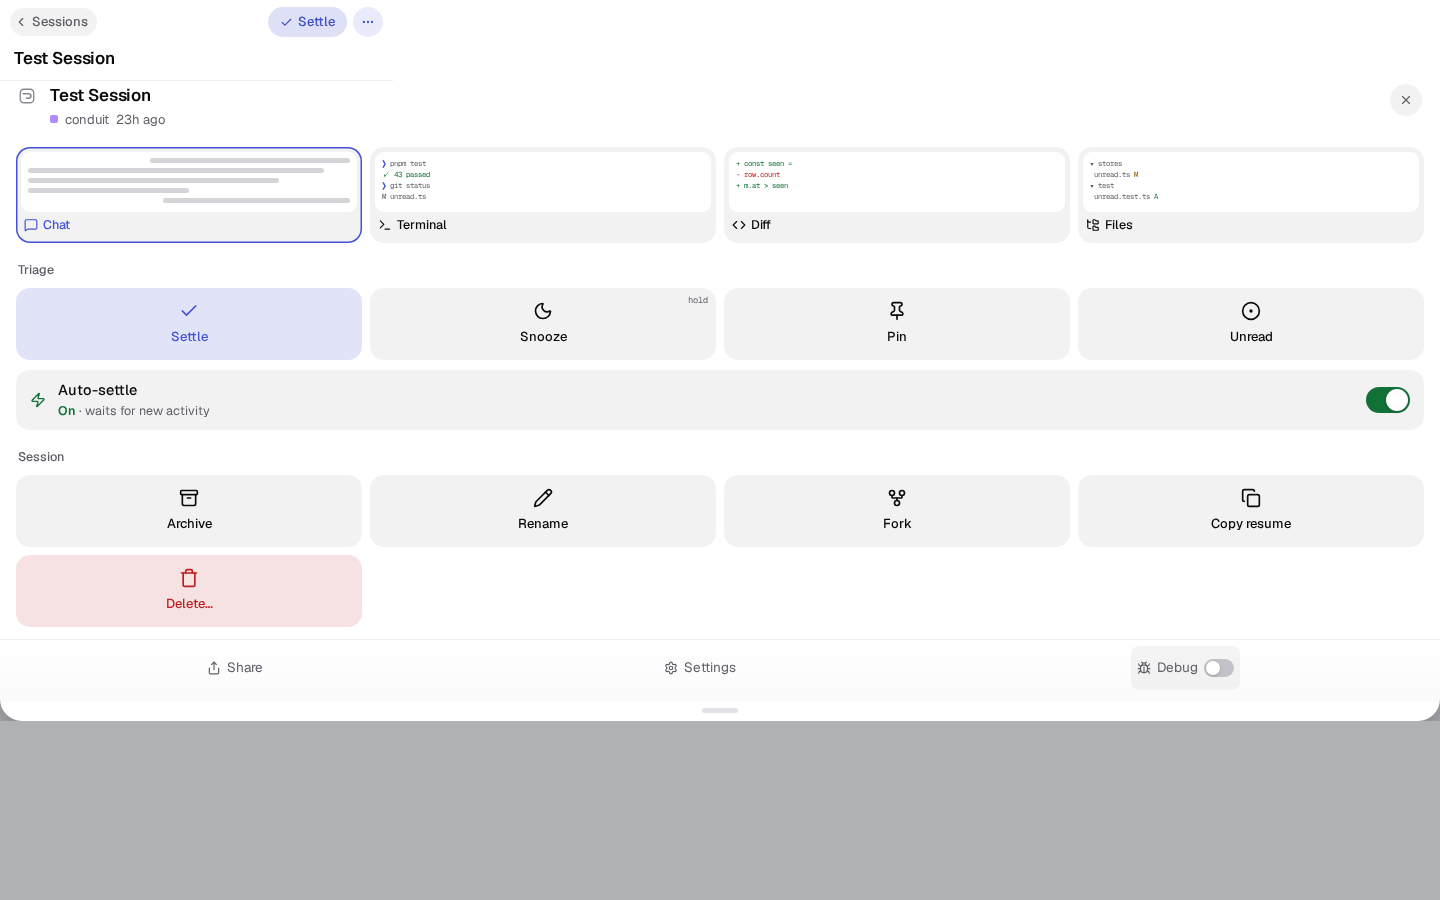 Sessions
Settle
Test Session
Test Session
conduit 23h ago
❯ pnpm test
✓ 43 passed
❯ git status
M unread.ts
+ const seen =
- row.count
+ m.at > seen
▾ stores
unread.ts M
▾ test
unread.test.ts A
Chat
Terminal
Diff
Files
Triage
Settle
hold
Snooze
Pin
Unread
Auto-settle
On · waits for new activity
Session
Archive
Rename
Fork
Copy resume
Delete...
Share
Settings
Debug